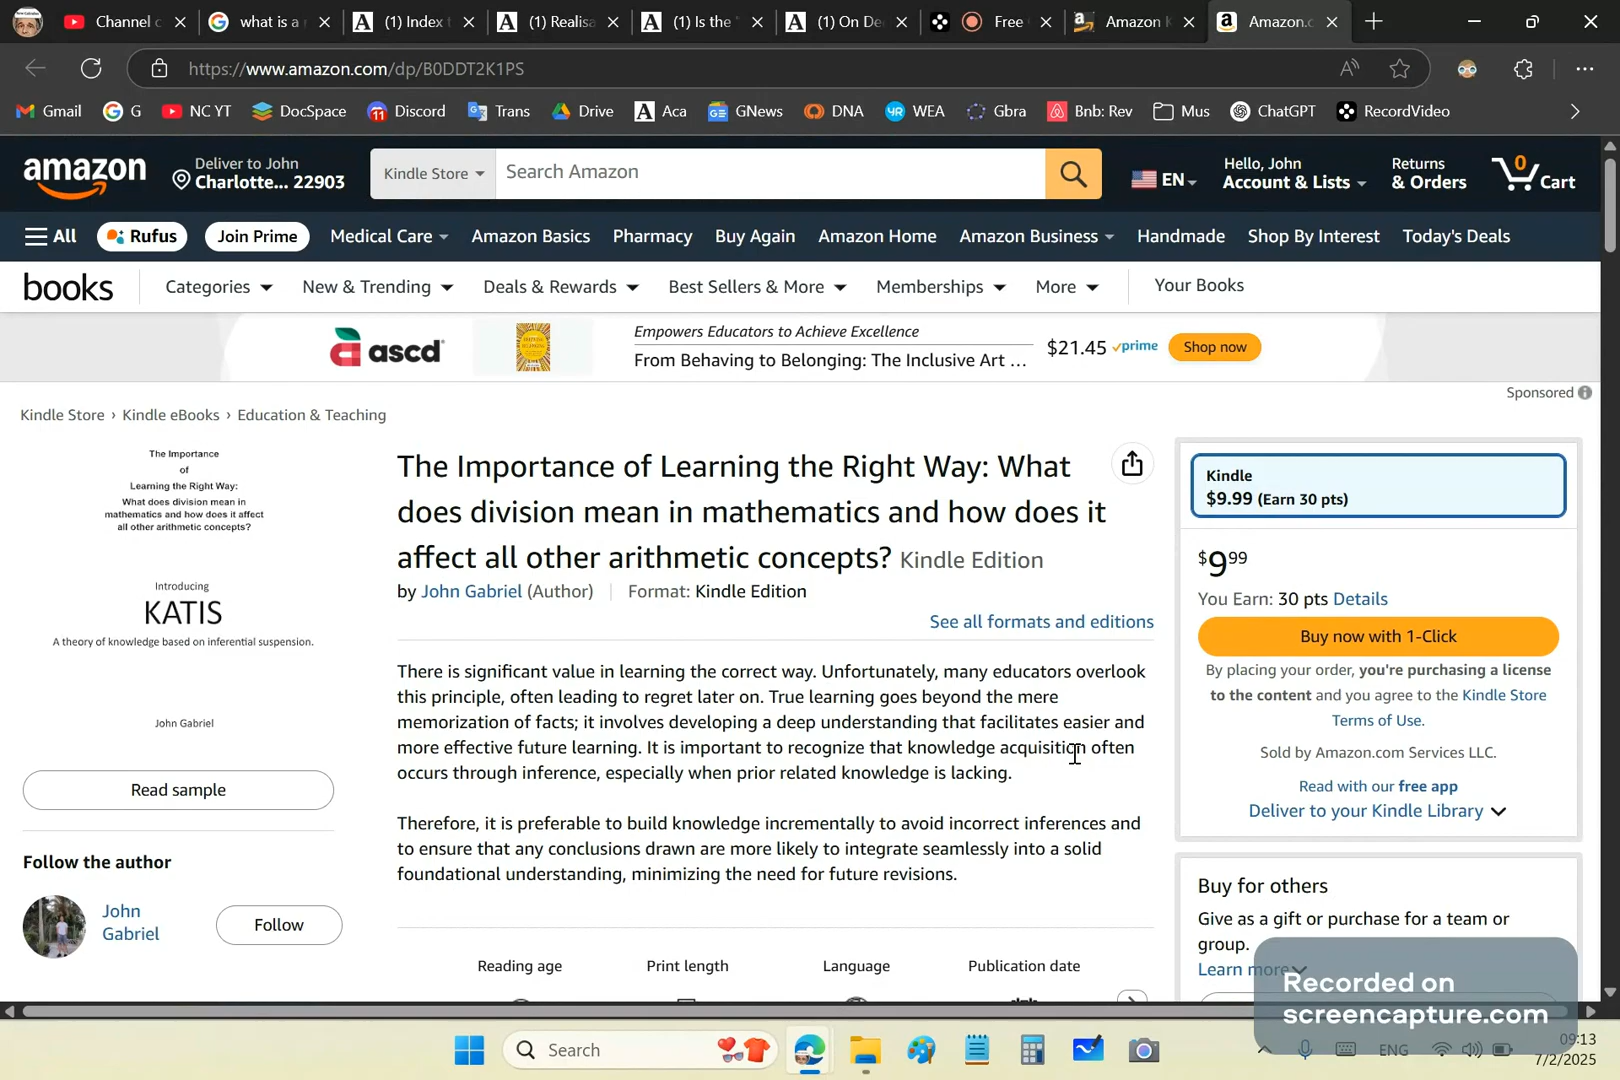 Channel c
what is a
(1) Index t
(1) Realisa
(1) Is the "
(1) On De
Free
Amazon K
Amazon.c
https://www.amazon.com/dp/B0DDT2K1PS
Gmail
G
NC YT
DocSpace
Discord
Trans
Drive
Aca
GNews
DNA
WEA
Gbra
Bnb: Rev
Mus
ChatGPT
RecordVideo
amazon
Deliver to John
Charlotte... 22903
Kindle Store
Search Amazon
EN
Hello, John
Account & Lists
Returns
& Orders
0
Cart
All
Rufus
Join Prime
Medical Care
Amazon Basics
Pharmacy
Buy Again
Amazon Home
Amazon Business
Handmade
Shop By Interest
Today's Deals
books
Categories
New & Trending
Deals & Rewards
Best Sellers & More
Memberships
More
Your Books
ascd
Empowers Educators to Achieve Excellence
From Behaving to Belonging: The Inclusive Art ...
$21.45 prime
Shop now
Sponsored
Kindle Store › Kindle eBooks › Education & Teaching
The Importance
of
Learning the Right Way:
What does division mean in
mathematics and how does it affect
all other arithmetic concepts?
Introducing
KATIS
A theory of knowledge based on inferential suspension.
John Gabriel
Read sample
Follow the author
John
Gabriel
Follow
The Importance of Learning the Right Way: What
does division mean in mathematics and how does it
affect all other arithmetic concepts? Kindle Edition
by John Gabriel (Author) | Format: Kindle Edition
See all formats and editions
There is significant value in learning the correct way. Unfortunately, many educators overlook
this principle, often leading to regret later on. True learning goes beyond the mere
memorization of facts; it involves developing a deep understanding that facilitates easier and
more effective future learning. It is important to recognize that knowledge acquisition often
occurs through inference, especially when prior related knowledge is lacking.
Therefore, it is preferable to build knowledge incrementally to avoid incorrect inferences and
to ensure that any conclusions drawn are more likely to integrate seamlessly into a solid
foundational understanding, minimizing the need for future revisions.
Reading age
Print length
Language
Publication date
Kindle
$9.99 (Earn 30 pts)
$9.99
You Earn: 30 pts Details
Buy now with 1-Click
By placing your order, you're purchasing a license
to the content and you agree to the Kindle Store
Terms of Use.
Sold by Amazon.com Services LLC.
Read with our free app
Deliver to your Kindle Library
Buy for others
Give as a gift or purchase for a team or
group.
Learn more
Recorded on
screencapture.com
Search
ENG
09:13
7/2/2025